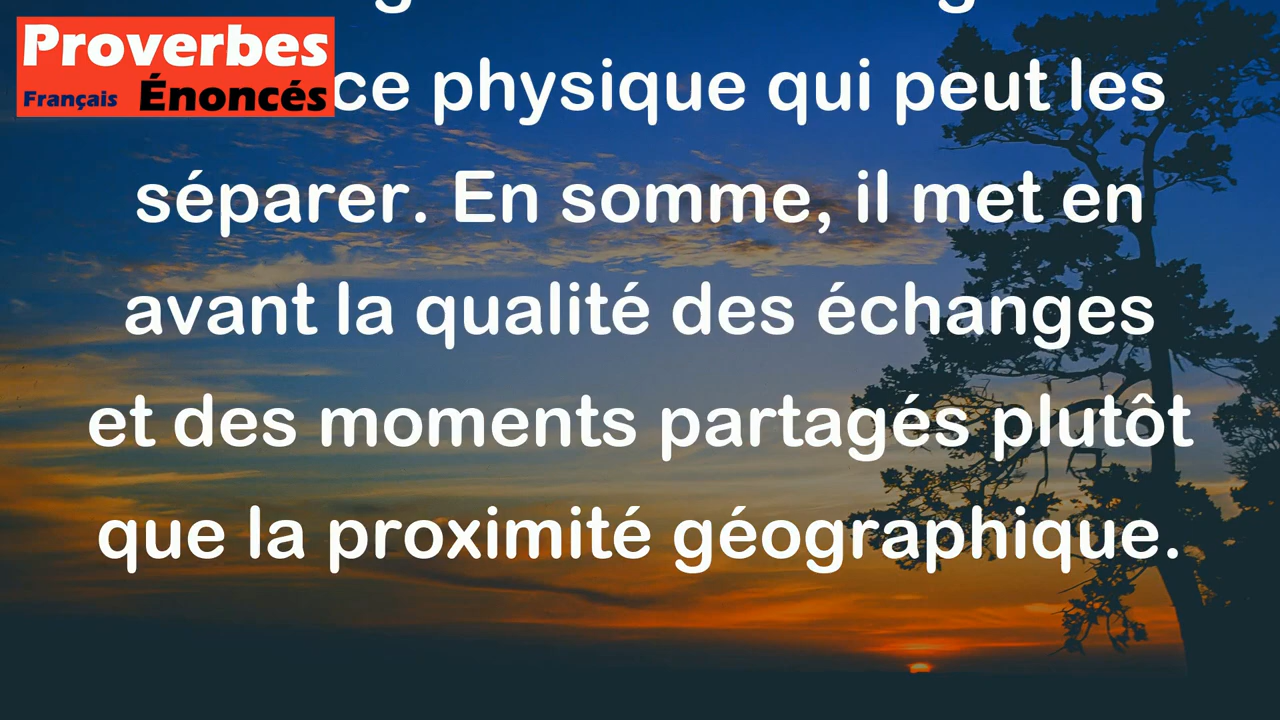 Proverbes
Français Énoncés
ce physique qui peut les
séparer. En somme, il met en
avant la qualité des échanges
et des moments partagés plutôt
que la proximité géographique.